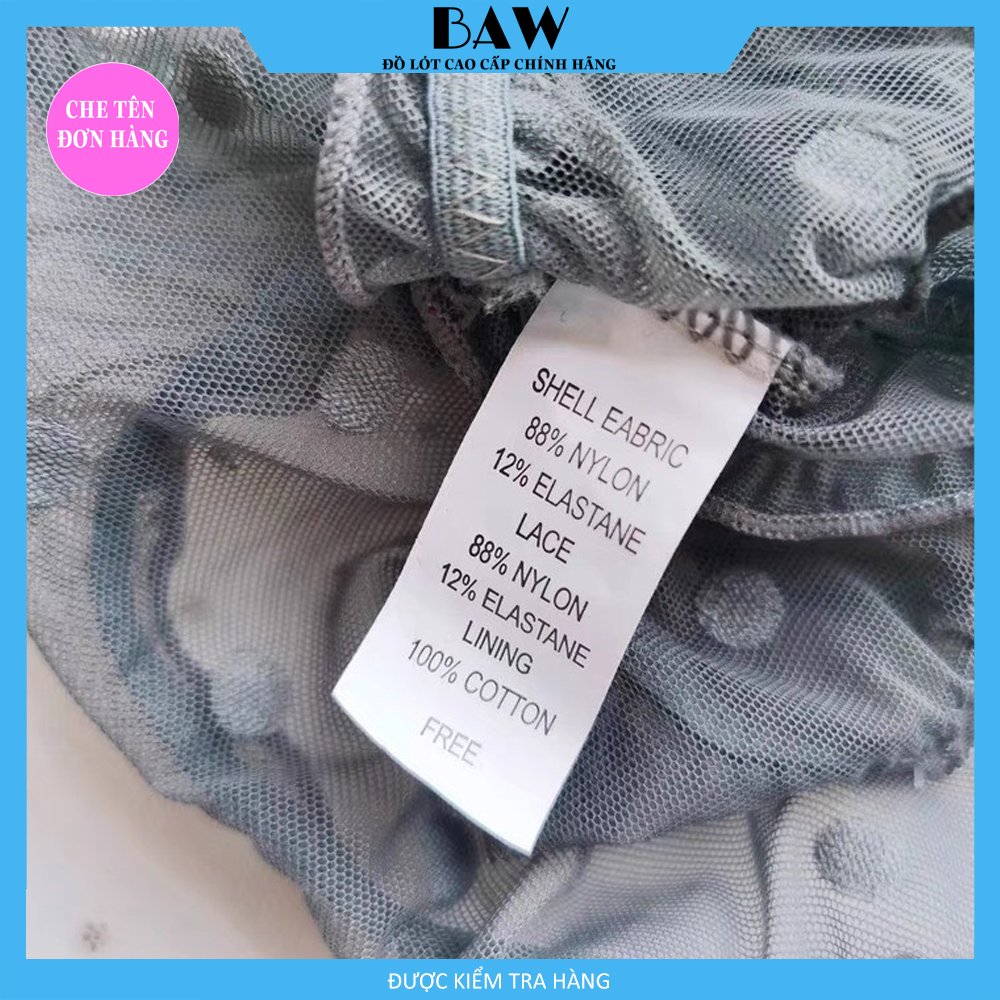 BAW
ĐỒ LÓT CAO CẤP CHÍNH HÃNG
CHE TÊN
ĐƠN HÀNG
SHELL EABRIC
88% NYLON
12% ELASTANE
LACE
88% NYLON
12% ELASTANE
LINING
100% COTTON
FREE
ĐƯỢC KIỂM TRA HÀNG